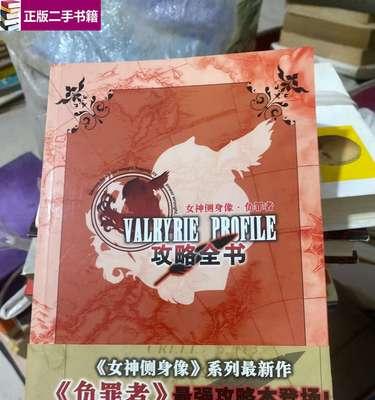 正版二手书籍
女神侧身像·负罪者
VALKYRIE PROFILE
攻略全书
《女神侧身像》系列最新作
《负罪者》最强攻略本登场!